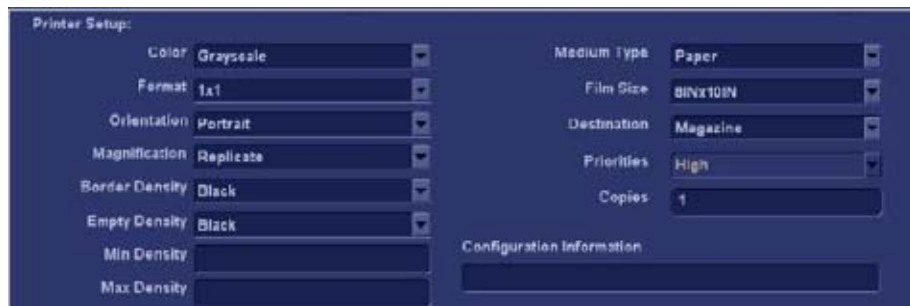 Printer Setup:
Color Grayscale
Format 1x1
Orientation Portrait
Magnification Replicate
Border Density Black
Empty Density Black
Min Density
Max Density
Medium Type Paper
Film Size 8INx10IN
Destination Magazine
Priorities High
Copies 1
Configuration Information